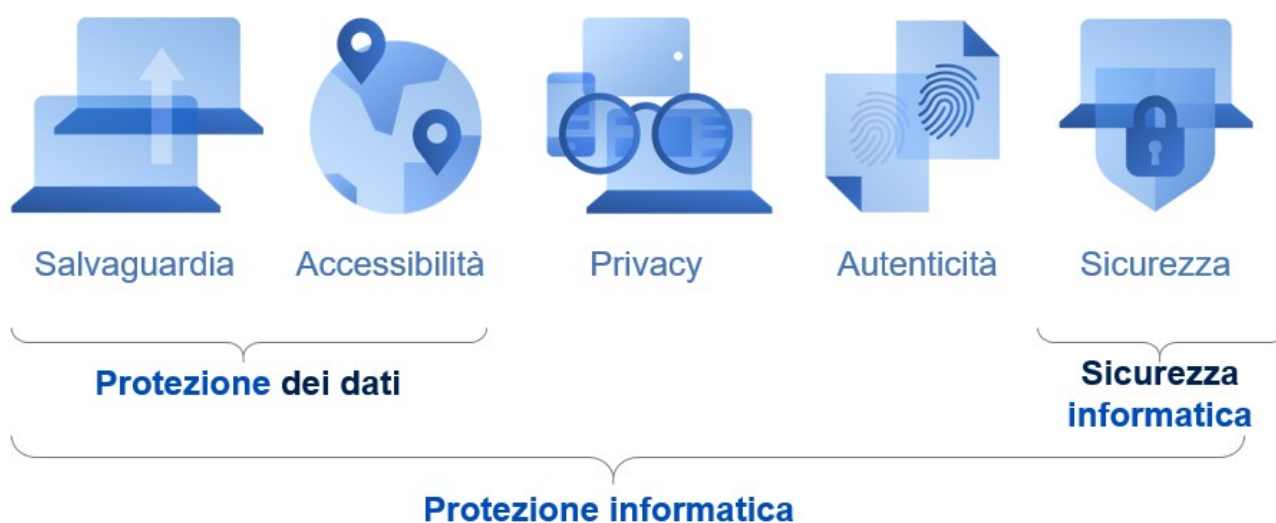 Salvaguardia
Accessibilità
Privacy
Autenticità
Sicurezza
Protezione dei dati
Sicurezza
informatica
Protezione informatica